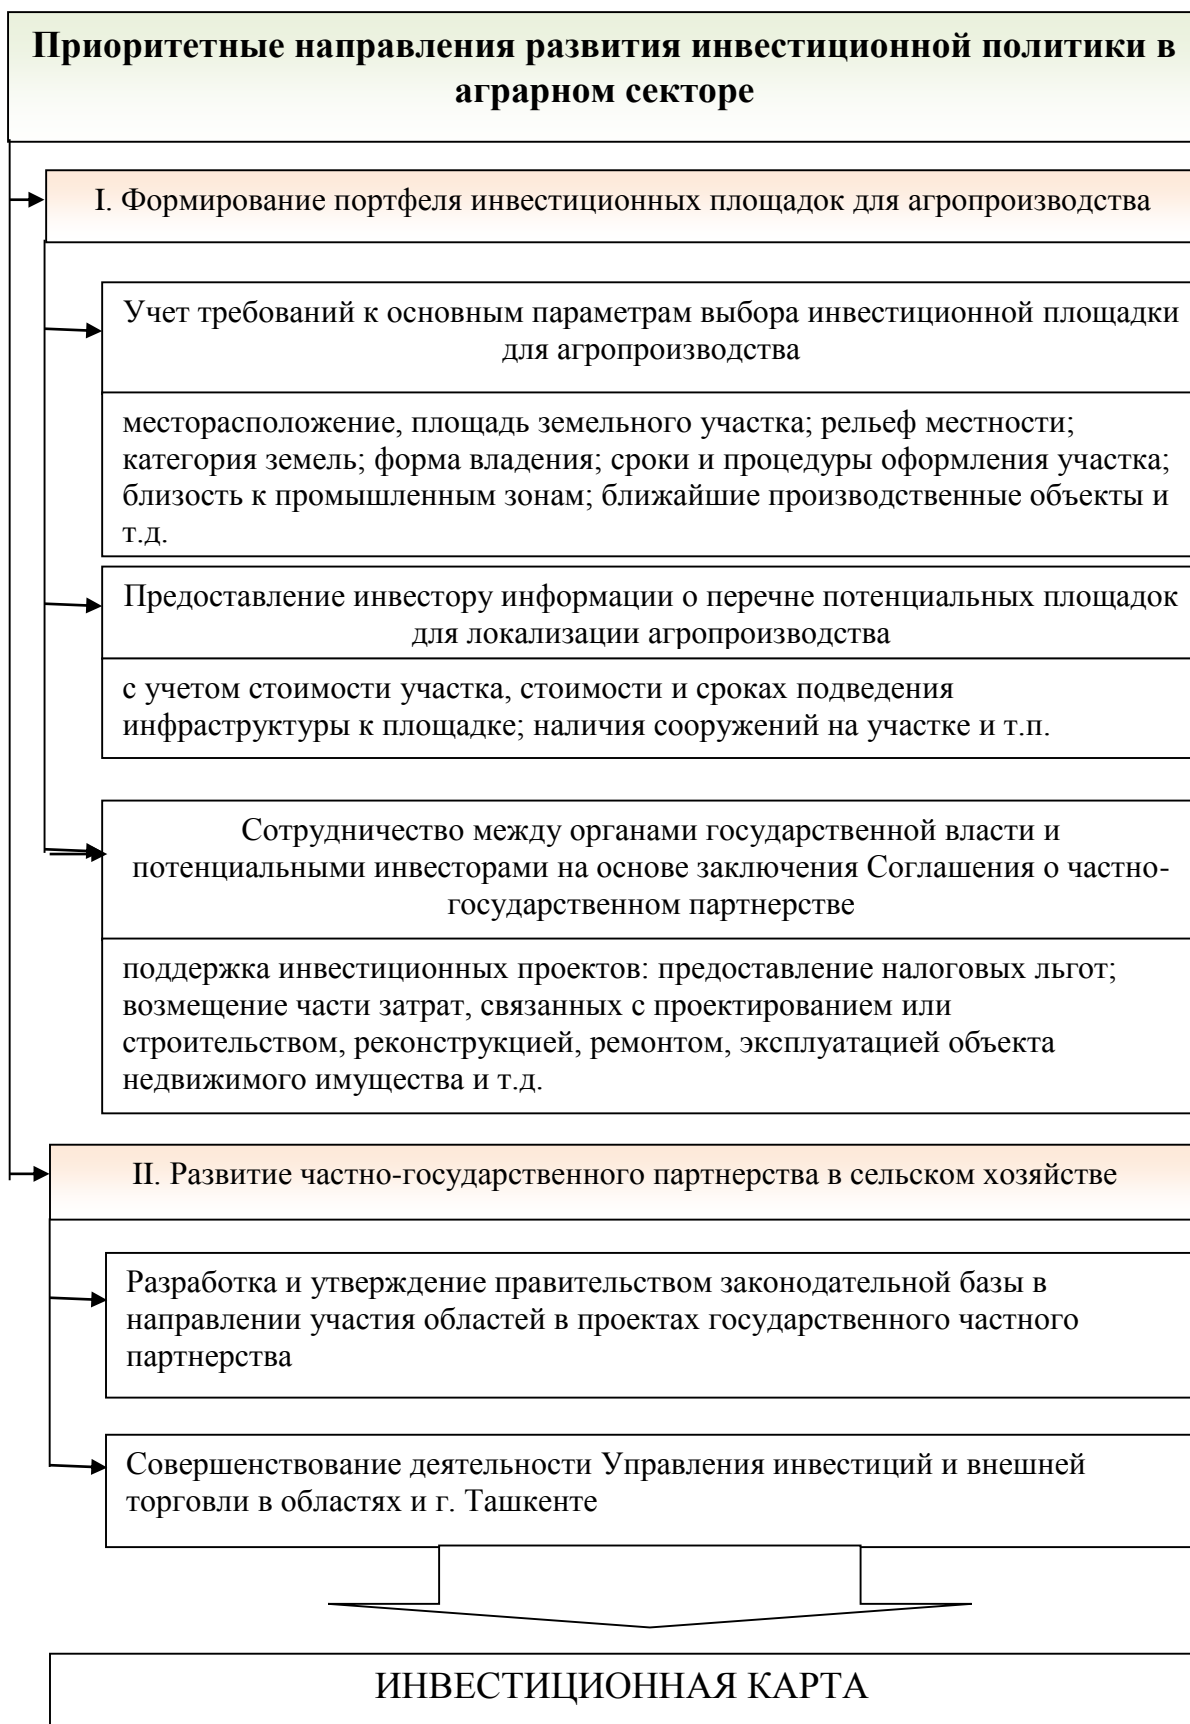 Приоритетные направления развития инвестиционной политики в
аграрном секторе
I. Формирование портфеля инвестиционных площадок для агропроизводства
Учет требований к основным параметрам выбора инвестиционной площадки
для агропроизводства
месторасположение, площадь земельного участка; рельеф местности;
категория земель; форма владения; сроки и процедуры оформления участка;
близость к промышленным зонам; ближайшие производственные объекты и
т.д.
Предоставление инвестору информации о перечне потенциальных площадок
для локализации агропроизводства
с учетом стоимости участка, стоимости и сроках подведения
инфраструктуры к площадке; наличия сооружений на участке и т.п.
Сотрудничество между органами государственной власти и
потенциальными инвесторами на основе заключения Соглашения о частно-
государственном партнерстве
поддержка инвестиционных проектов: предоставление налоговых льгот;
возмещение части затрат, связанных с проектированием или
строительством, реконструкцией, ремонтом, эксплуатацией объекта
недвижимого имущества и т.д.
II. Развитие частно-государственного партнерства в сельском хозяйстве
Разработка и утверждение правительством законодательной базы в
направлении участия областей в проектах государственного частного
партнерства
Совершенствование деятельности Управления инвестиций и внешней
торговли в областях и г. Ташкенте
ИНВЕСТИЦИОННАЯ КАРТА